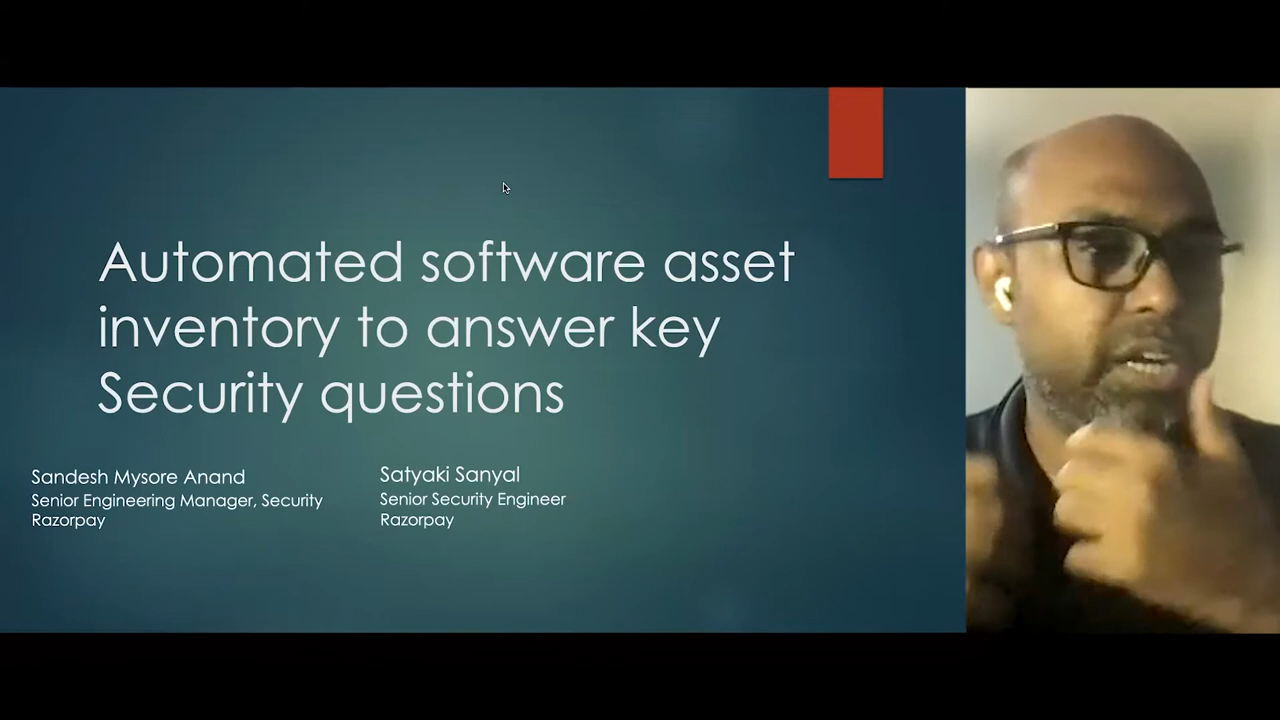 Automated software asset
inventory to answer key
Security questions
Sandesh Mysore Anand
Senior Engineering Manager, Security
Razorpay
Satyaki Sanyal
Senior Security Engineer
Razorpay